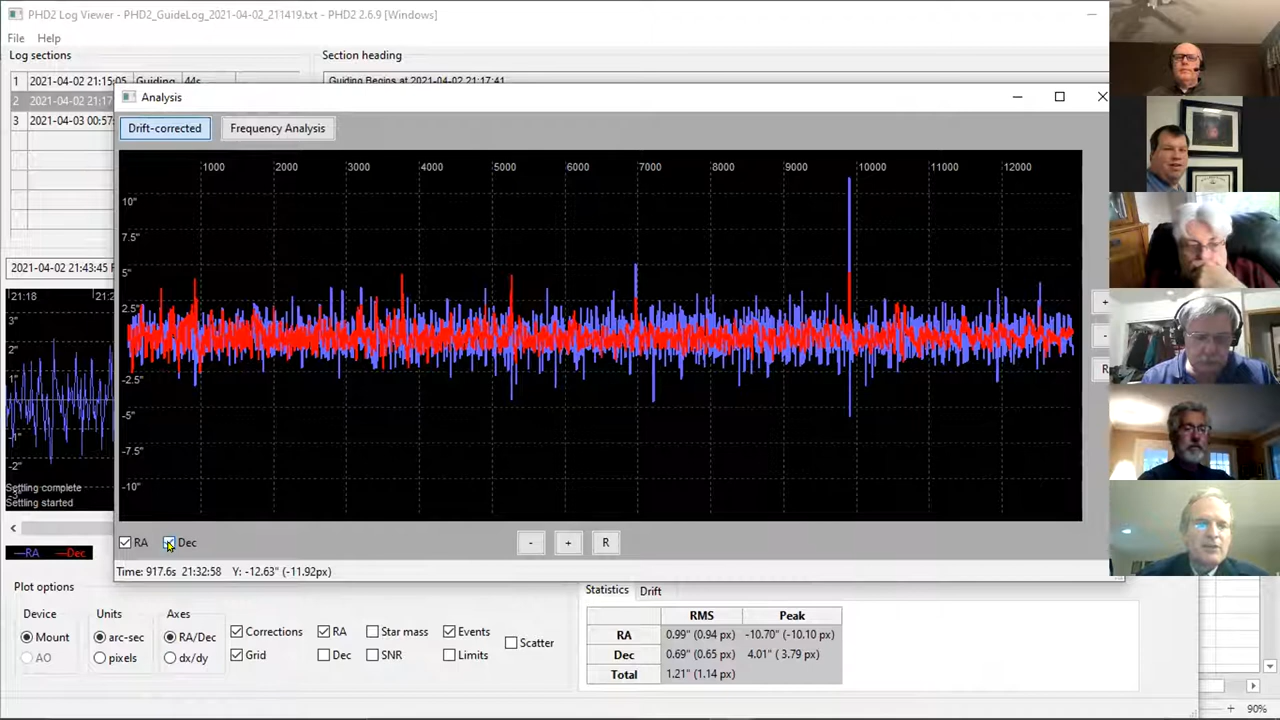 PHD2 Log Viewer - PHD2_GuideLog_2021-04-02_211419.txt - PHD2 2.6.9 [Windows]
File Help
Log sections
Section heading
1 2021-04-02 21:15:05 Guiding 44s
Guiding Begins at 2021-04-02 21:17:41
2 2021-04-02 21:17
3 2021-04-03 00:57:
Analysis
Drift-corrected Frequency Analysis
1000 2000 3000 4000 5000 6000 7000 8000 9000 10000 11000 12000
10"
7.5"
5"
2.5"
-2.5"
-5"
-7.5"
-10"
+
-
R
2021-04-02 21:43:45
21:18
3"
2"
1"
-1"
-2"
Settling complete
Settling started
RA Dec
RA Dec - + R
Time: 917.6s 21:32:58 Y: -12.63" (-11.92px)
Plot options
Device Units Axes
Mount arc-sec RA/Dec Corrections RA Star mass Events Scatter
AO pixels dx/dy Grid Dec SNR Limits
Statistics Drift
RMS Peak
RA 0.99" (0.94 px) -10.70" (-10.10 px)
Dec 0.69" (0.65 px) 4.01" ( 3.79 px)
Total 1.21" (1.14 px)
+ 90%